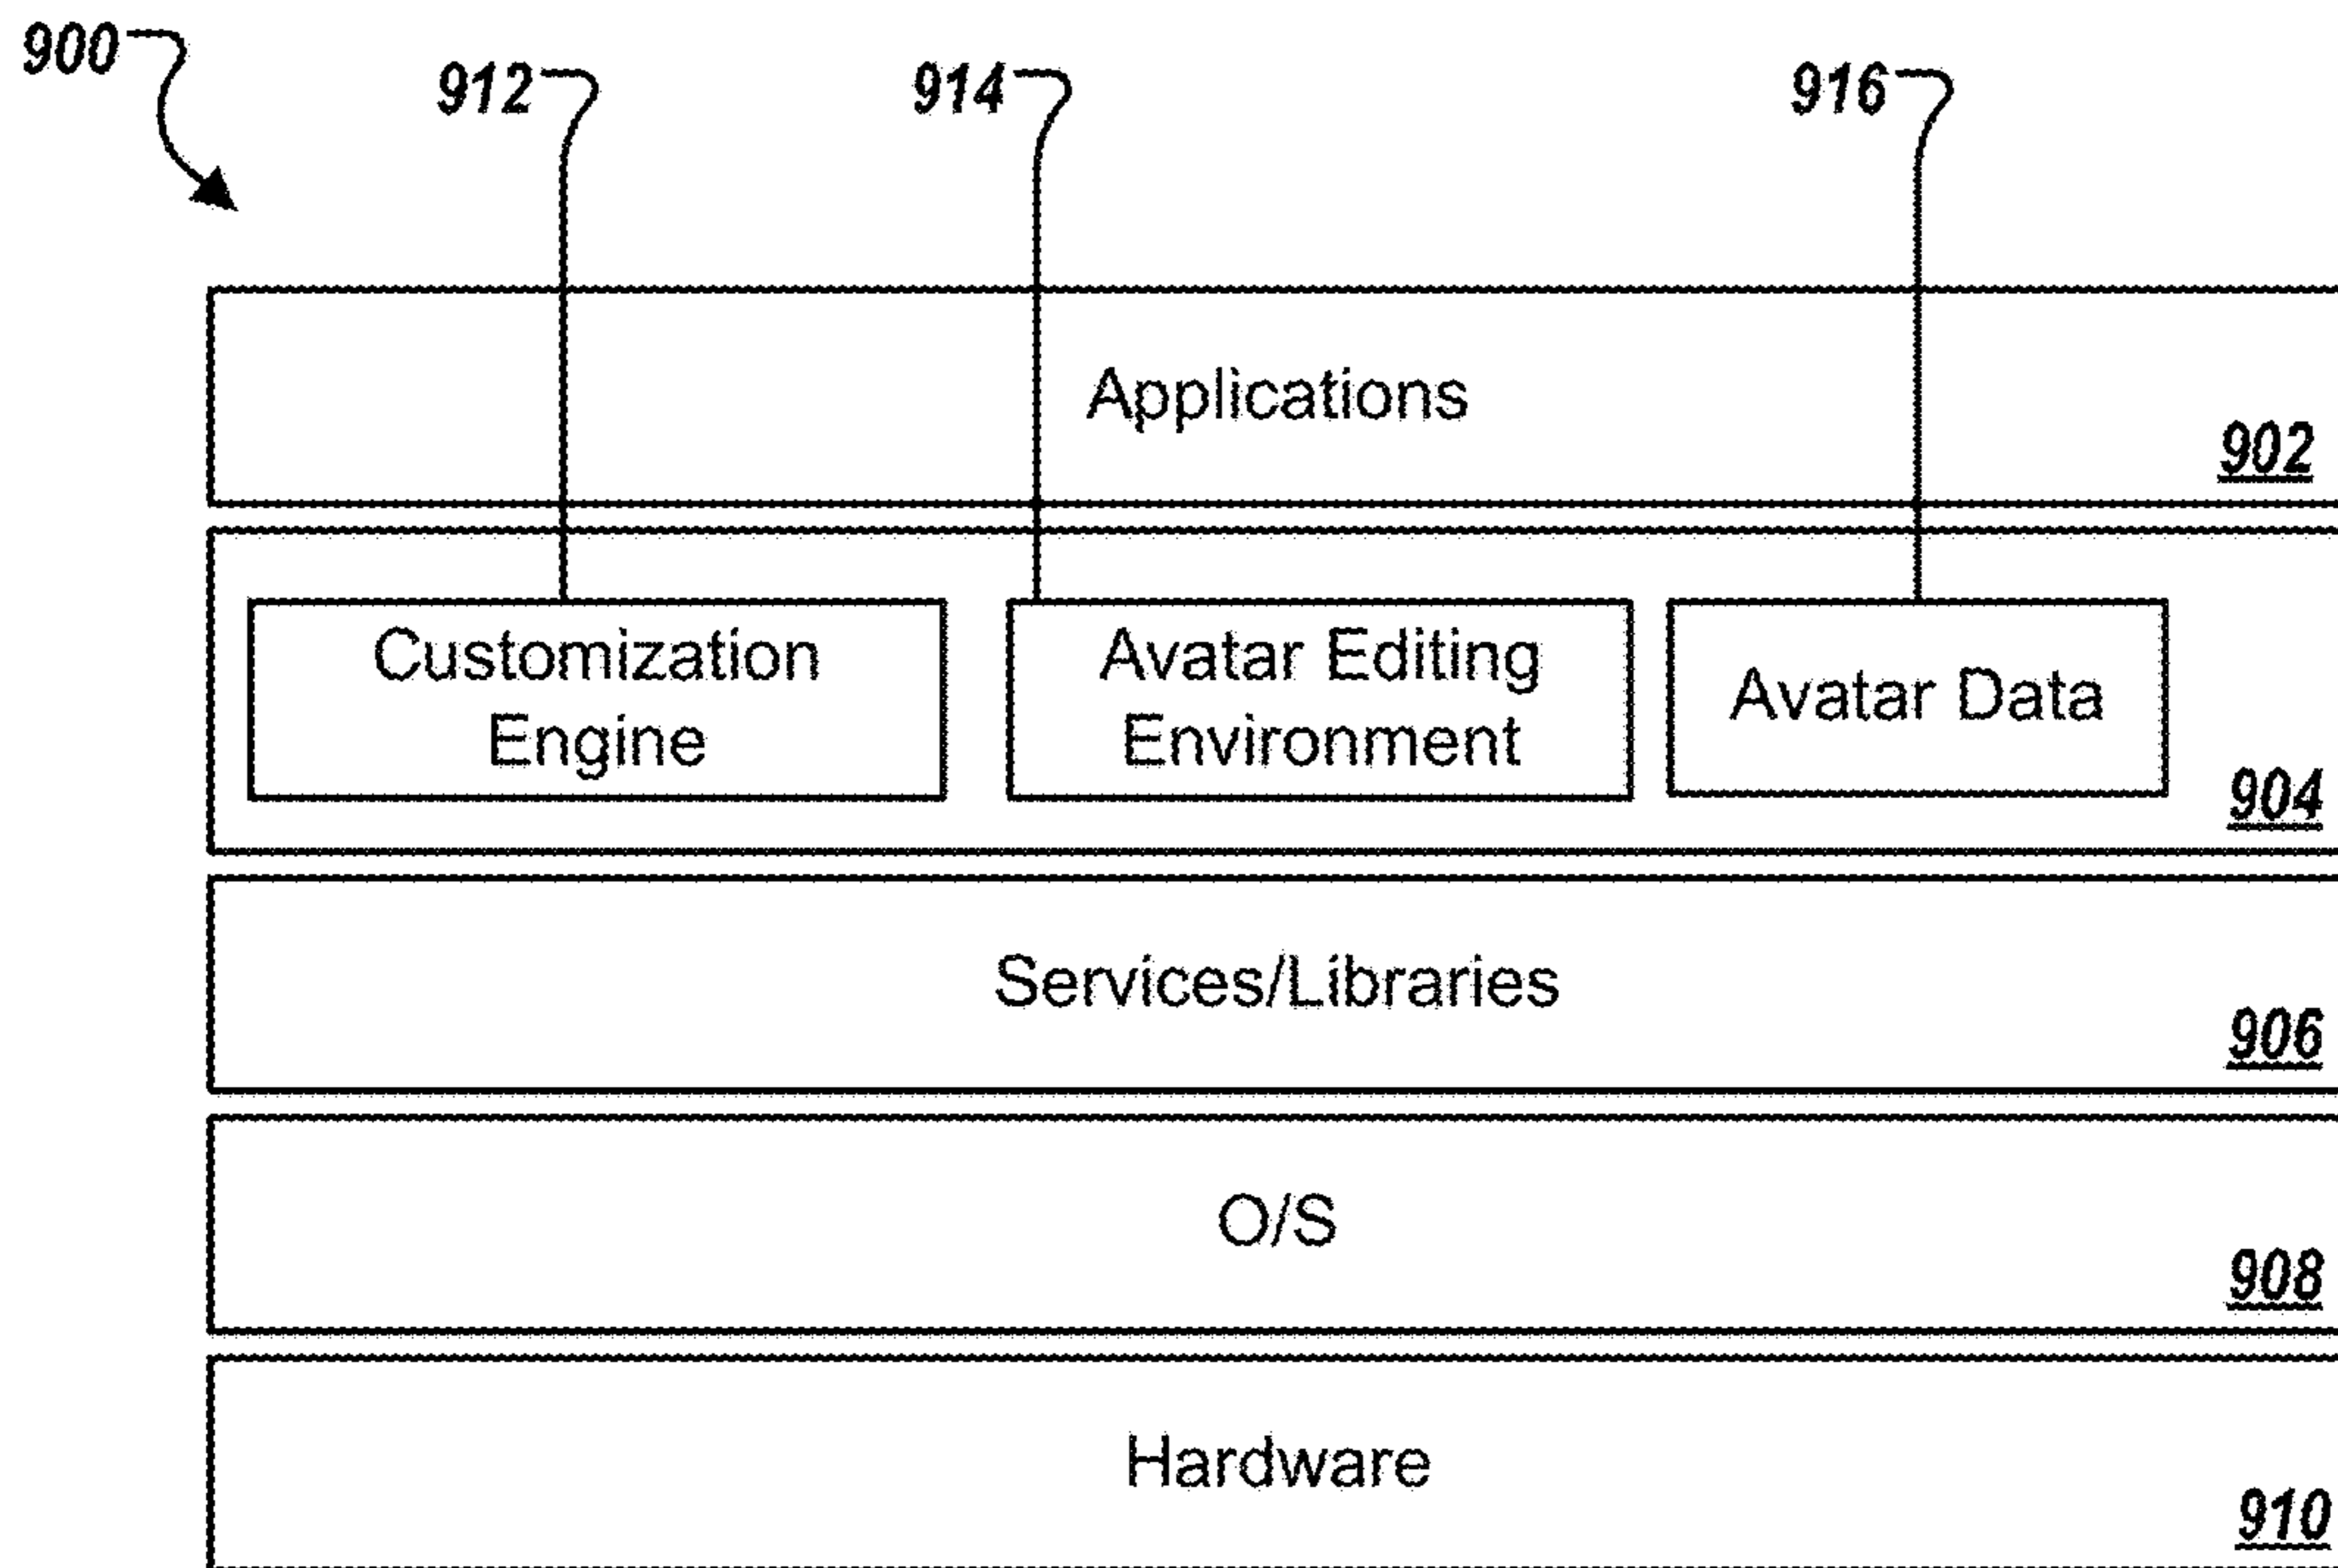 900
912
914
916
Applications
902
Customization
Engine
Avatar Editing
Environment
Avatar Data
904
Services/Libraries
906
O/S
908
Hardware
910